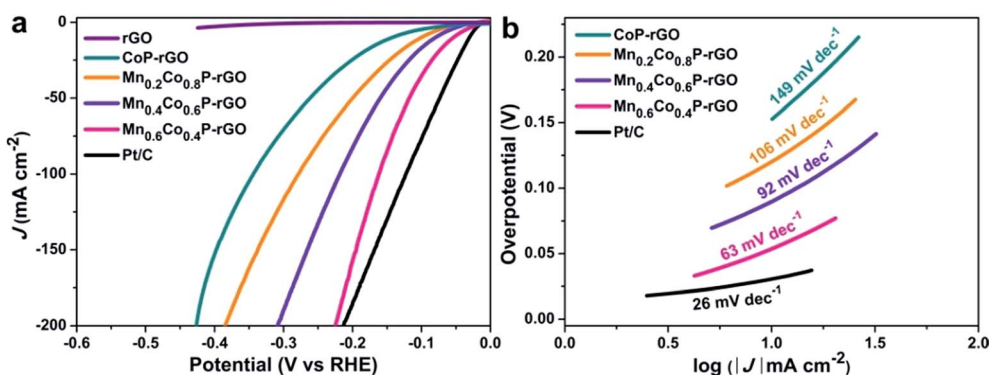 a
rGO
CoP-rGO
Mn0.2Co0.8P-rGO
Mn0.4Co0.6P-rGO
Mn0.6Co0.4P-rGO
Pt/C
J (mA cm-2)
0
-50
-100
-150
-200
-0.6
-0.5
-0.4
-0.3
-0.2
-0.1
0.0
Potential (V vs RHE)
b
CoP-rGO
Mn0.2Co0.8P-rGO
Mn0.4Co0.6P-rGO
Mn0.6Co0.4P-rGO
Pt/C
149 mV dec-1
106 mV dec-1
92 mV dec-1
63 mV dec-1
26 mV dec-1
Overpotential (V)
0.20
0.15
0.10
0.05
0.00
0.0
0.5
1.0
1.5
2.0
log (|J|mA cm-2)